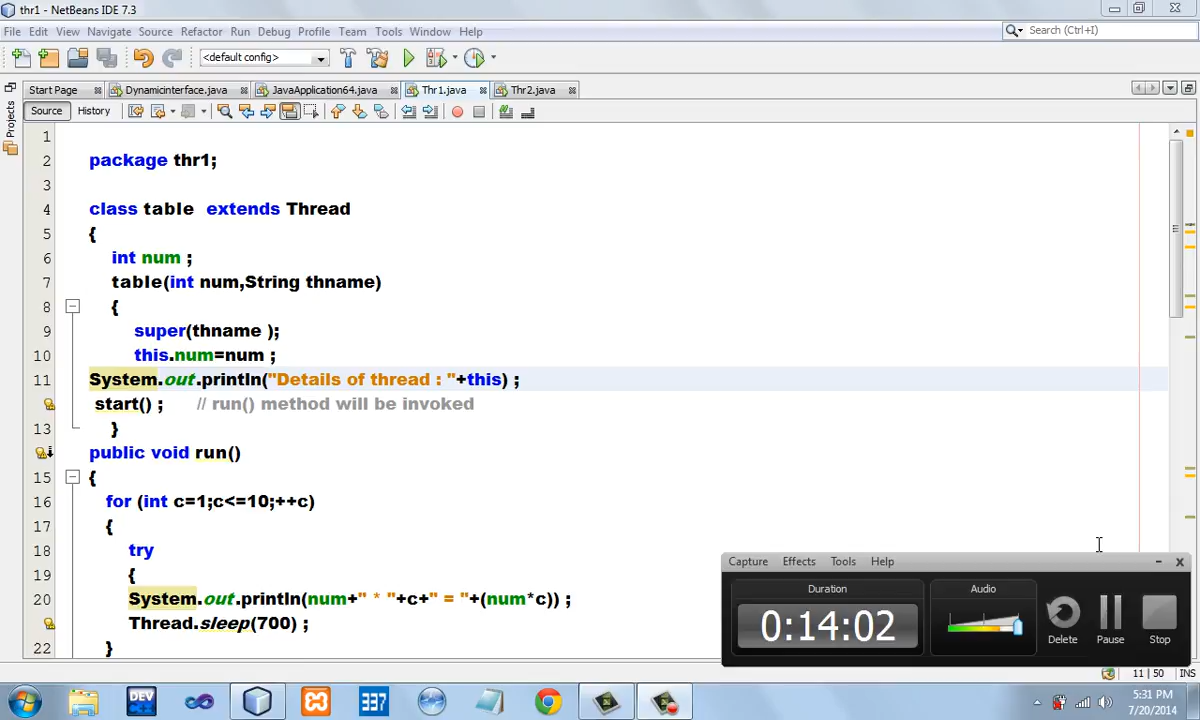 thr1 - NetBeans IDE 7.3
File Edit View Navigate Source Refactor Run Debug Profile Team Tools Window Help
Search (Ctrl+I)
<default config>
Start Page Dynamicinterface.java JavaApplication64.java Thr1.java Thr2.java
Projects
Source History
1
2 package thr1;
3
4 class table extends Thread
5 {
6 int num ;
7 table(int num,String thname)
8 {
9 super(thname );
10 this.num=num ;
11 System.out.println("Details of thread : "+this) ;
start() ; // run() method will be invoked
13 }
public void run()
15 {
16 for (int c=1;c<=10;++c)
17 {
18 try
19 {
20 System.out.println(num+" * "+c+" = "+(num*c)) ;
Thread.sleep(700) ;
22 }
Capture Effects Tools Help
Duration
0:14:02
Audio
Delete Pause Stop
11 | 50 INS
DEV C++
337
5:31 PM
7/20/2014